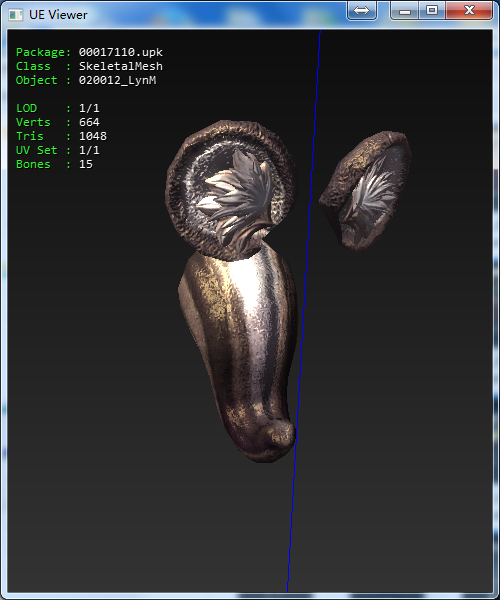 UE Viewer
Package: 00017110.upk
Class : SkeletalMesh
Object : 020012_LynM
LOD : 1/1
Verts : 664
Tris : 1048
UV Set : 1/1
Bones : 15